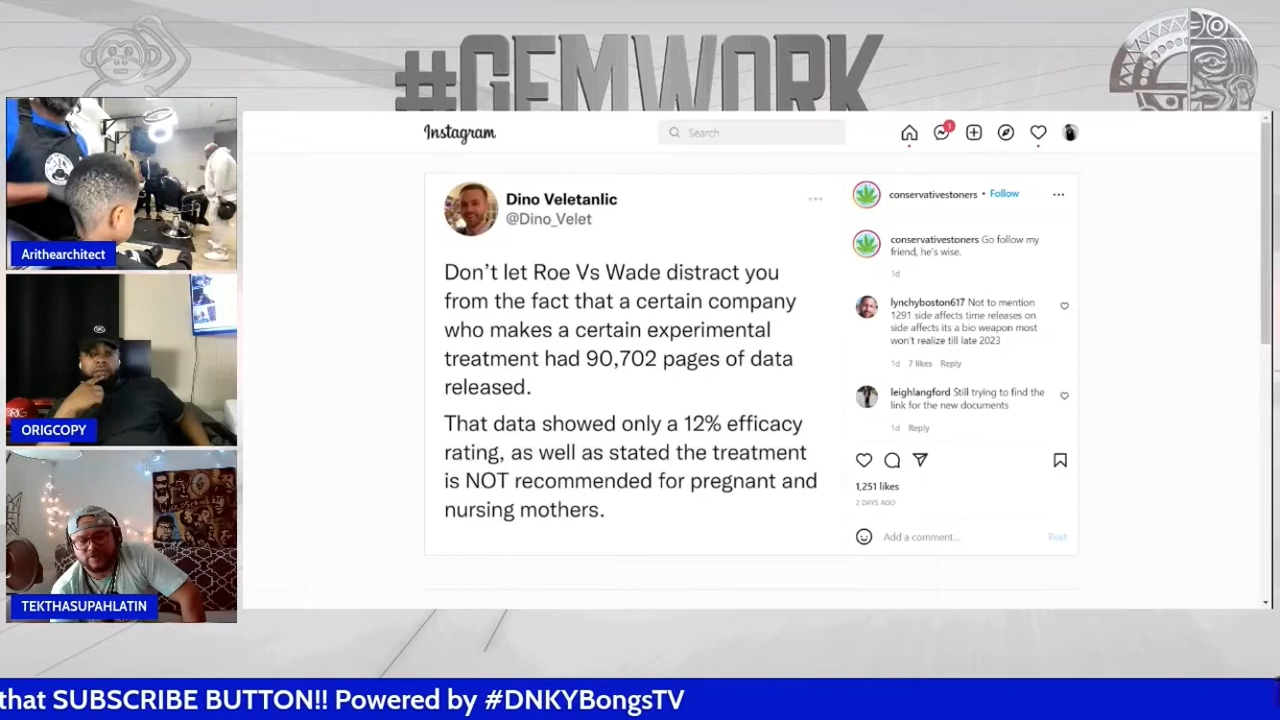 #GEMWORK
Instagram
Search
1
Arithearchitect
ORIGCOPY
TEKTHASUPAHLATIN
Dino Veletanlic
@Dino_Velet
Don't let Roe Vs Wade distract you
from the fact that a certain company
who makes a certain experimental
treatment had 90,702 pages of data
released.
That data showed only a 12% efficacy
rating, as well as stated the treatment
is NOT recommended for pregnant and
nursing mothers.
conservativestoners • Follow
conservativestoners Go follow my
friend, he's wise.
1d
lynchyboston617 Not to mention
1291 side affects time releases on
side affects its a bio weapon most
won't realize till late 2023
1d 7 likes Reply
leighlangford Still trying to find the
link for the new documents
1d Reply
1,251 likes
2 DAYS AGO
Add a comment...
Post
that SUBSCRIBE BUTTON!! Powered by #DNKYBongsTV